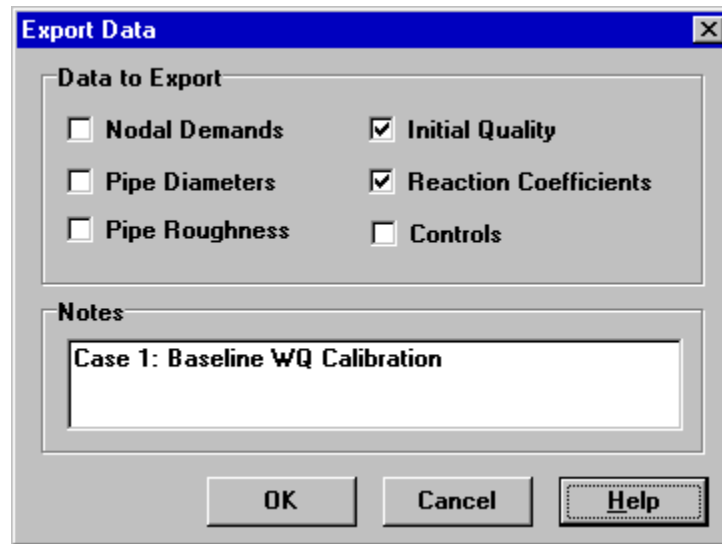 Export Data
Data to Export
Nodal Demands
Initial Quality
Pipe Diameters
Reaction Coefficients
Pipe Roughness
Controls
Notes
Case 1: Baseline WQ Calibration
OK
Cancel
Help